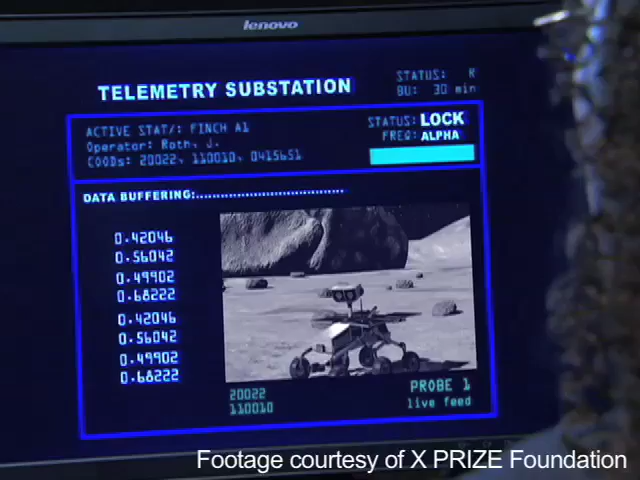 lenovo
TELEMETRY SUBSTATION
STATUS: R
BU: 30 min
ACTIVE STAT/: FINCH A1
Operator: Roth, J.
COODs: 20022, 110010, 0415651
STATUS: LOCK
FREQ: ALPHA
DATA BUFFERING:..................................
0.42046
0.56042
0.49902
0.68222
0.42046
0.56042
0.49902
0.68222
20022
110010
PROBE 1
live feed
Footage courtesy of X PRIZE Foundation